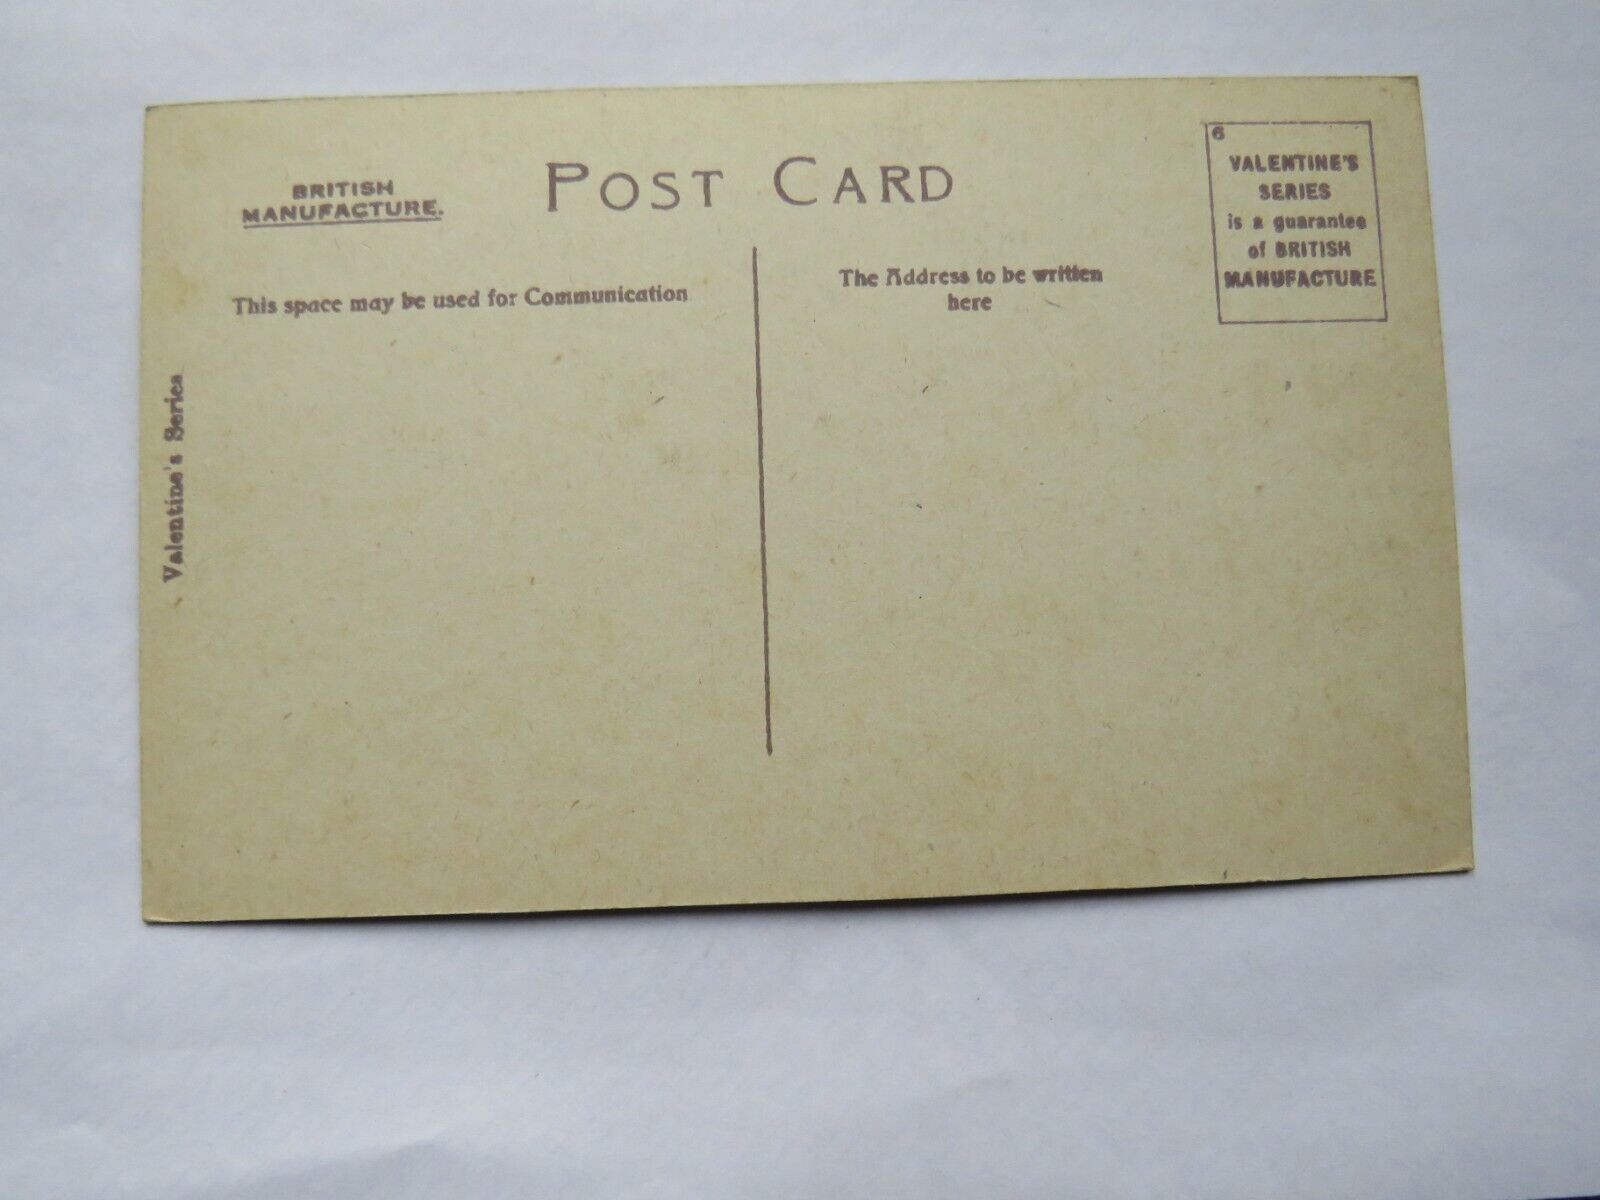 BRITISH
MANUFACTURE.
POST CARD
6
VALENTINE'S
SERIES
is a guarantee
of BRITISH
MANUFACTURE
This space may be used for Communication
The Address to be written
here
Valentine's Series